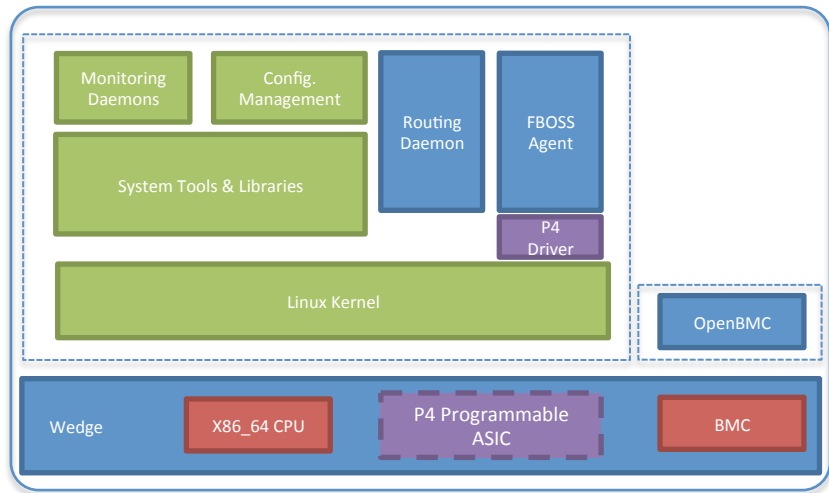 Monitoring
Daemons
Config.
Management
Routing
Daemon
FBOSS
Agent
System Tools & Libraries
P4
Driver
Linux Kernel
OpenBMC
Wedge
X86_64 CPU
P4 Programmable
ASIC
BMC